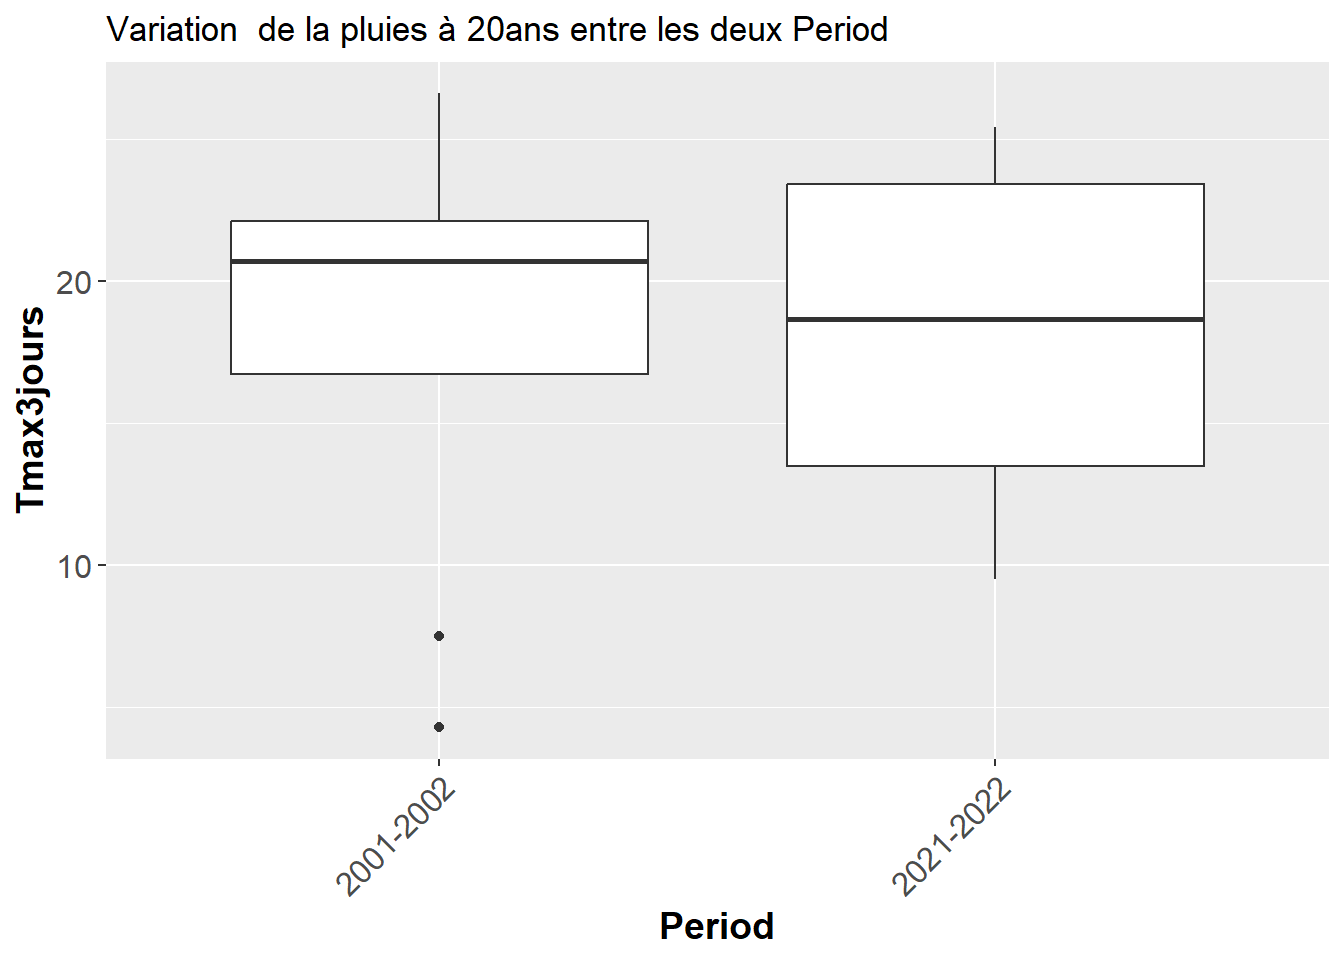 Variation  de la pluies à 20ans entre les deux Period
20
10
Tmax3jours
2001-2002
2021-2022
Period